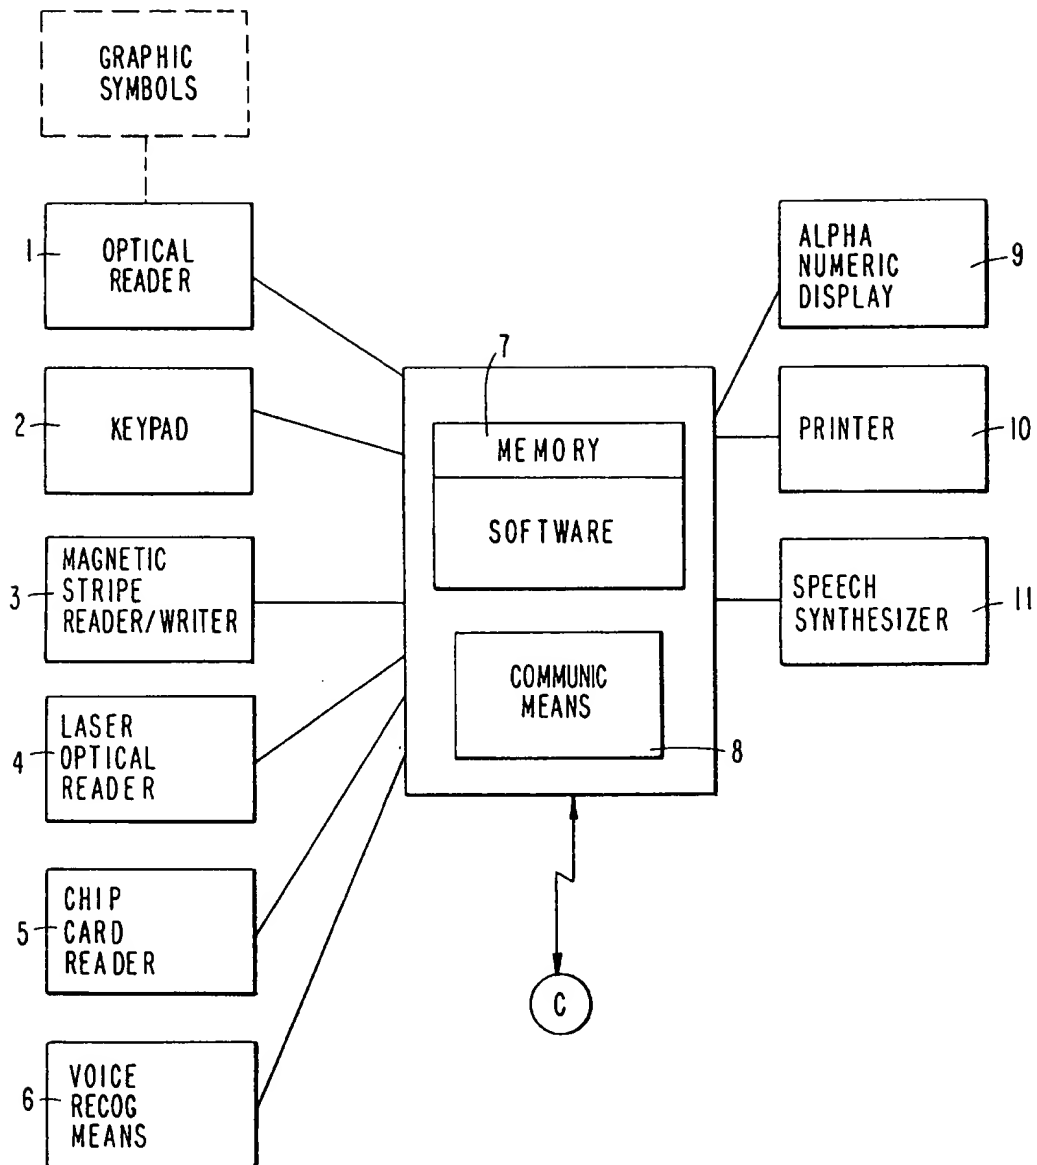 GRAPHIC
SYMBOLS
1
OPTICAL
READER
2
KEYPAD
3
MAGNETIC
STRIPE
READER/WRITER
4
LASER
OPTICAL
READER
5
CHIP
CARD
READER
6
VOICE
RECOG
MEANS
7
MEMORY
SOFTWARE
COMMUNIC
MEANS
8
C
ALPHA
NUMERIC
DISPLAY
9
PRINTER
10
SPEECH
SYNTHESIZER
11